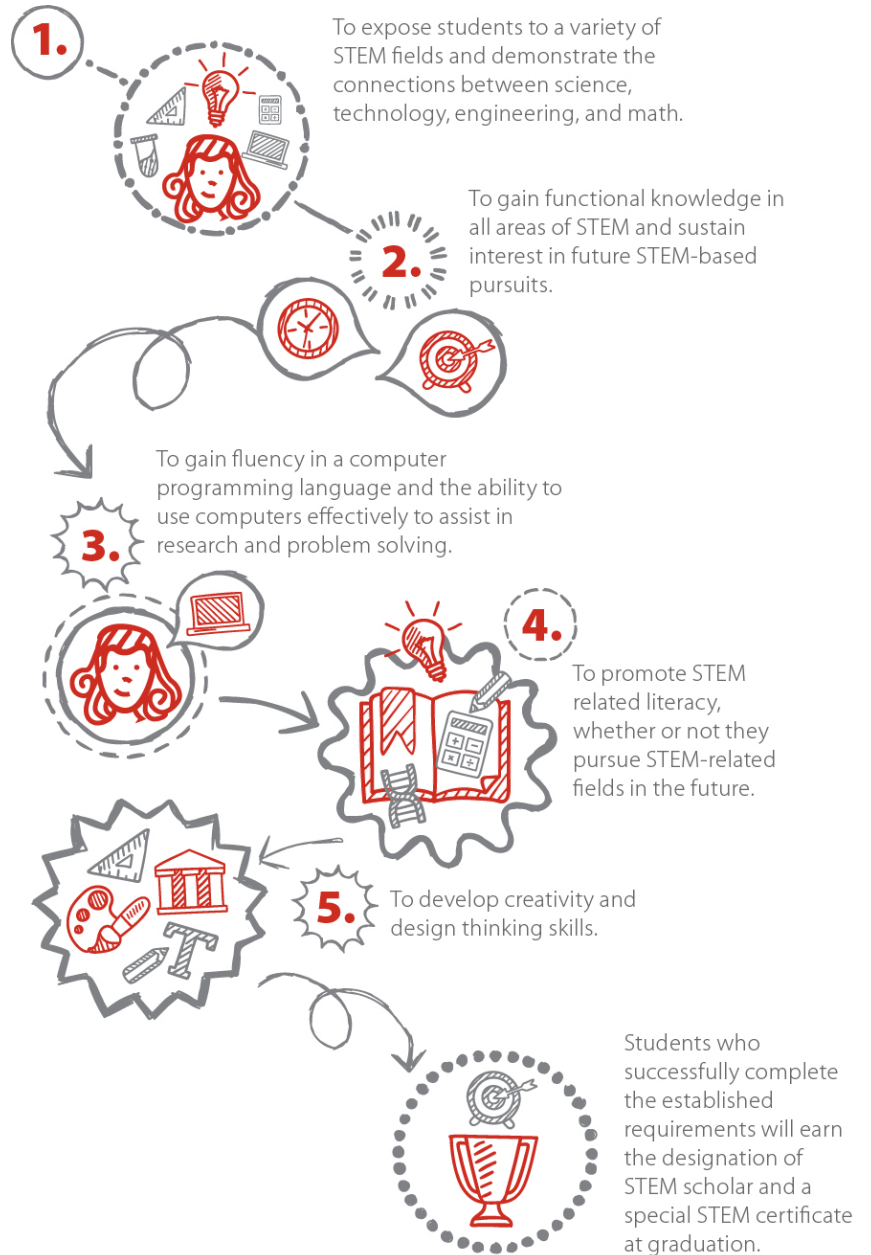 1.
To expose students to a variety of
STEM fields and demonstrate the
connections between science,
technology, engineering, and math.
To gain functional knowledge in
all areas of STEM and sustain
interest in future STEM-based
pursuits.
2.
To gain fluency in a computer
programming language and the ability to
use computers effectively to assist in
research and problem solving.
3.
4.
To promote STEM
related literacy,
whether or not they
pursue STEM-related
fields in the future.
5.
To develop creativity and
design thinking skills.
T
Students who
successfully complete
the established
requirements will earn
the designation of
STEM scholar and a
special STEM certificate
at graduation.